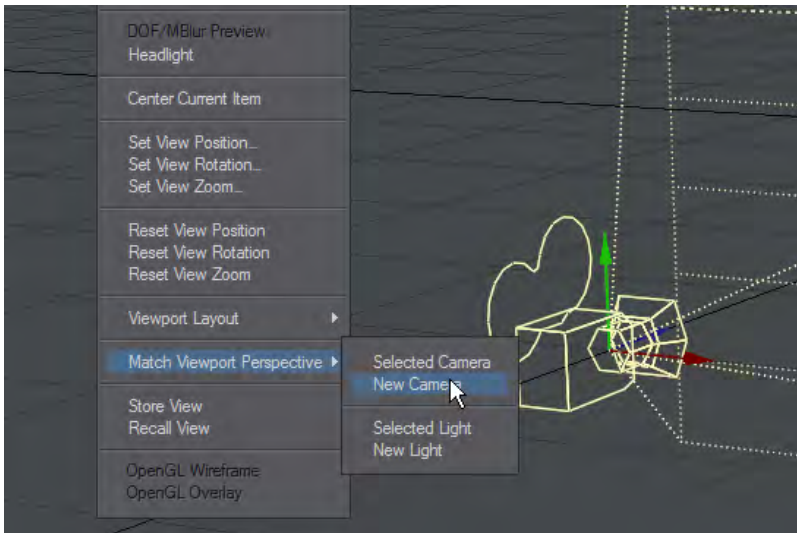 DOF/MBlur Preview
Headlight
Center Current Item
Set View Position...
Set View Rotation...
Set View Zoom...
Reset View Position
Reset View Rotation
Reset View Zoom
Viewport Layout
Match Viewport Perspective
Selected Camera
New Camera
Selected Light
New Light
Store View
Recall View
OpenGL Wireframe
OpenGL Overlay